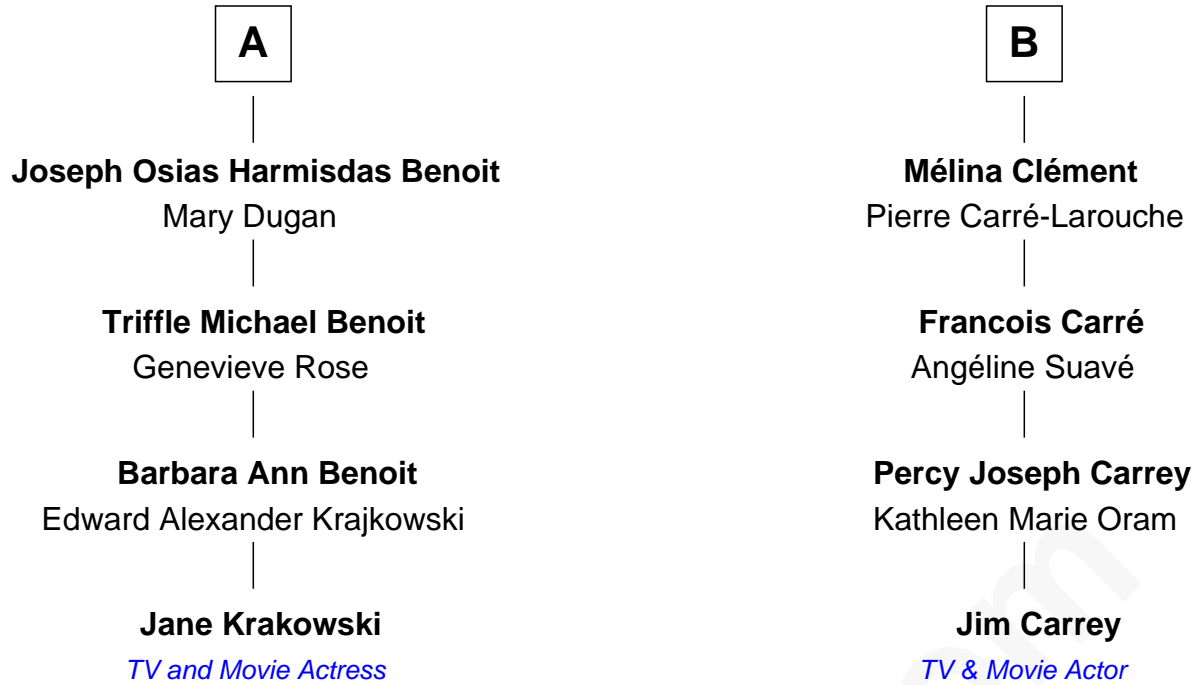 A
B
Joseph Osias Harmisdas Benoit
Mary Dugan
Mélina Clément
Pierre Carré-Larouche
Triffle Michael Benoit
Genevieve Rose
Francois Carré
Angéline Suavé
Barbara Ann Benoit
Edward Alexander Krajkowski
Percy Joseph Carrey
Kathleen Marie Oram
Jane Krakowski
TV and Movie Actress
Jim Carrey
TV & Movie Actor